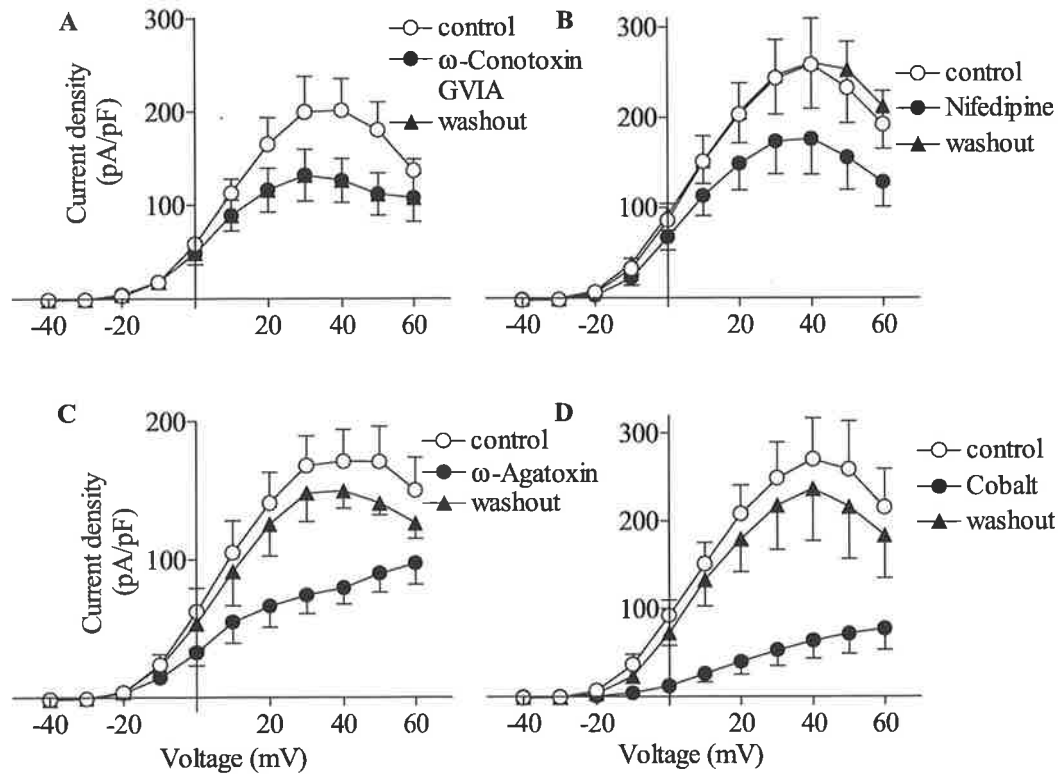 A
300
200
100
Current density
(pA/pF)
control
ω-Conotoxin
GVIA
washout
-40
-20
20
40
60
B
300
200
100
control
Nifedipine
washout
-40
-20
20
40
60
C
200
100
Current density
(pA/pF)
control
ω-Agatoxin
washout
-40
-20
20
40
60
Voltage (mV)
D
300
200
100
control
Cobalt
washout
-40
-20
20
40
60
Voltage (mV)